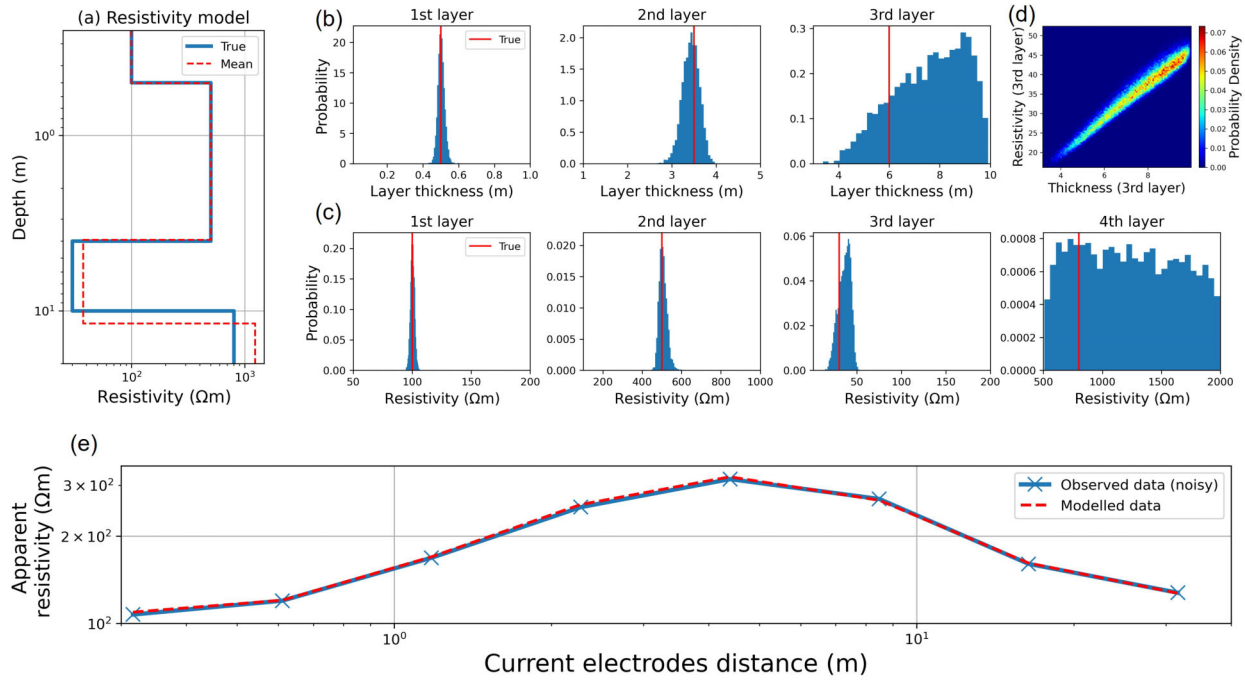 (a) Resistivity model
True
Mean
10⁰
10¹
Depth (m)
10²
10³
Resistivity (Ωm)
(b)
1st layer
True
20
15
10
5
0
Probability
0.2
0.4
0.6
0.8
1.0
Layer thickness (m)
2nd layer
2.0
1.5
1.0
0.5
0.0
1
2
3
4
5
Layer thickness (m)
3rd layer
0.3
0.2
0.1
0.0
4
6
8
10
Layer thickness (m)
(d)
50
45
40
35
30
25
20
Resistivity (3rd layer)
4
6
8
Thickness (3rd layer)
0.07
0.06
0.05
0.04
0.03
0.02
0.01
0.00
Probability Density
(c)
1st layer
True
0.20
0.15
0.10
0.05
0.00
Probability
50
100
150
200
Resistivity (Ωm)
2nd layer
0.020
0.015
0.010
0.005
0.000
200
400
600
800
1000
Resistivity (Ωm)
3rd layer
0.06
0.04
0.02
0.00
50
100
150
200
Resistivity (Ωm)
4th layer
0.0008
0.0006
0.0004
0.0002
0.0000
500
1000
1500
2000
Resistivity (Ωm)
(e)
Observed data (noisy)
Modelled data
3 × 10²
2 × 10²
10²
Apparent
resistivity (Ωm)
10⁰
10¹
Current electrodes distance (m)